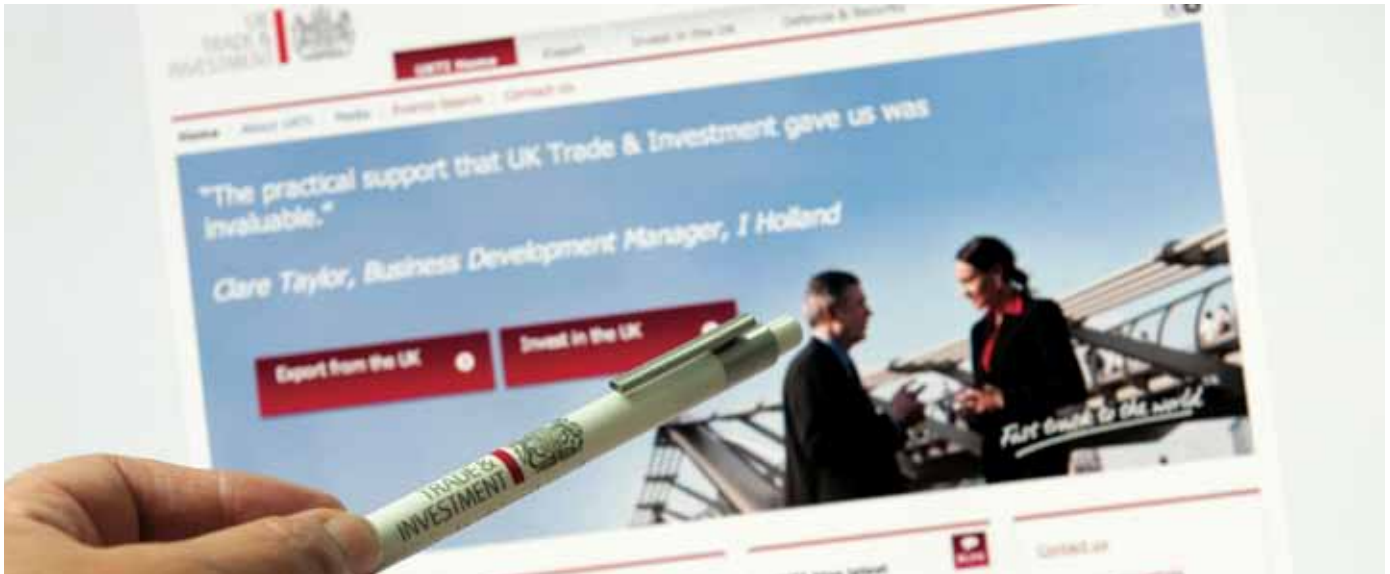 UK
TRADE &
INVESTMENT
UKTI Home
Export
Invest in the UK
Defence & Security
Home
About UKTI
Media
Events Search
Contact Us
"The practical support that UK Trade & Investment gave us was
invaluable."
Clare Taylor, Business Development Manager, I Holland
Export from the UK
Invest in the UK
Fast track to the world
TRADE &
INVESTMENT
BLOG
latest
Contact us